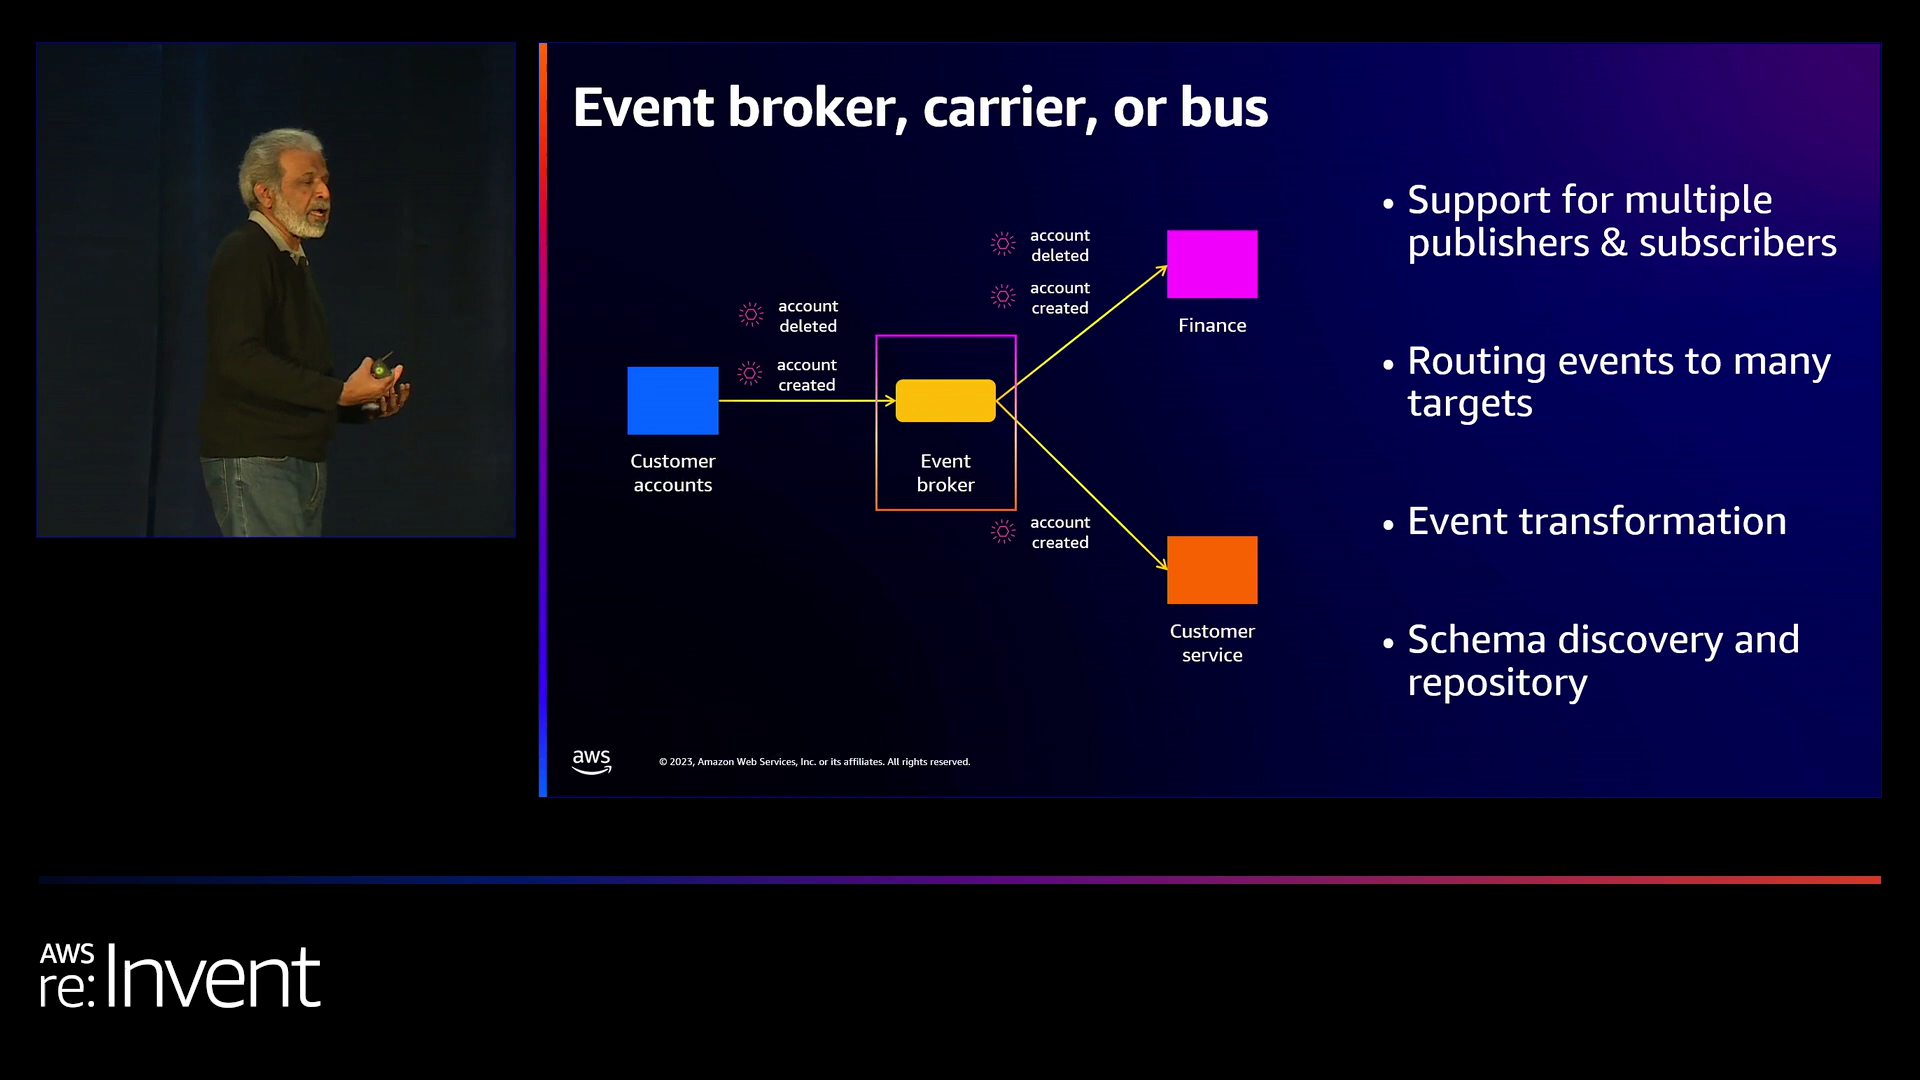 Event broker, carrier, or bus
account
deleted
account
created
Customer
accounts
Event
broker
account
deleted
account
created
Finance
account
created
Customer
service
• Support for multiple
publishers & subscribers
• Routing events to many
targets
• Event transformation
• Schema discovery and
repository
aws
© 2023, Amazon Web Services, Inc. or its affiliates. All rights reserved.
AWS
re:Invent